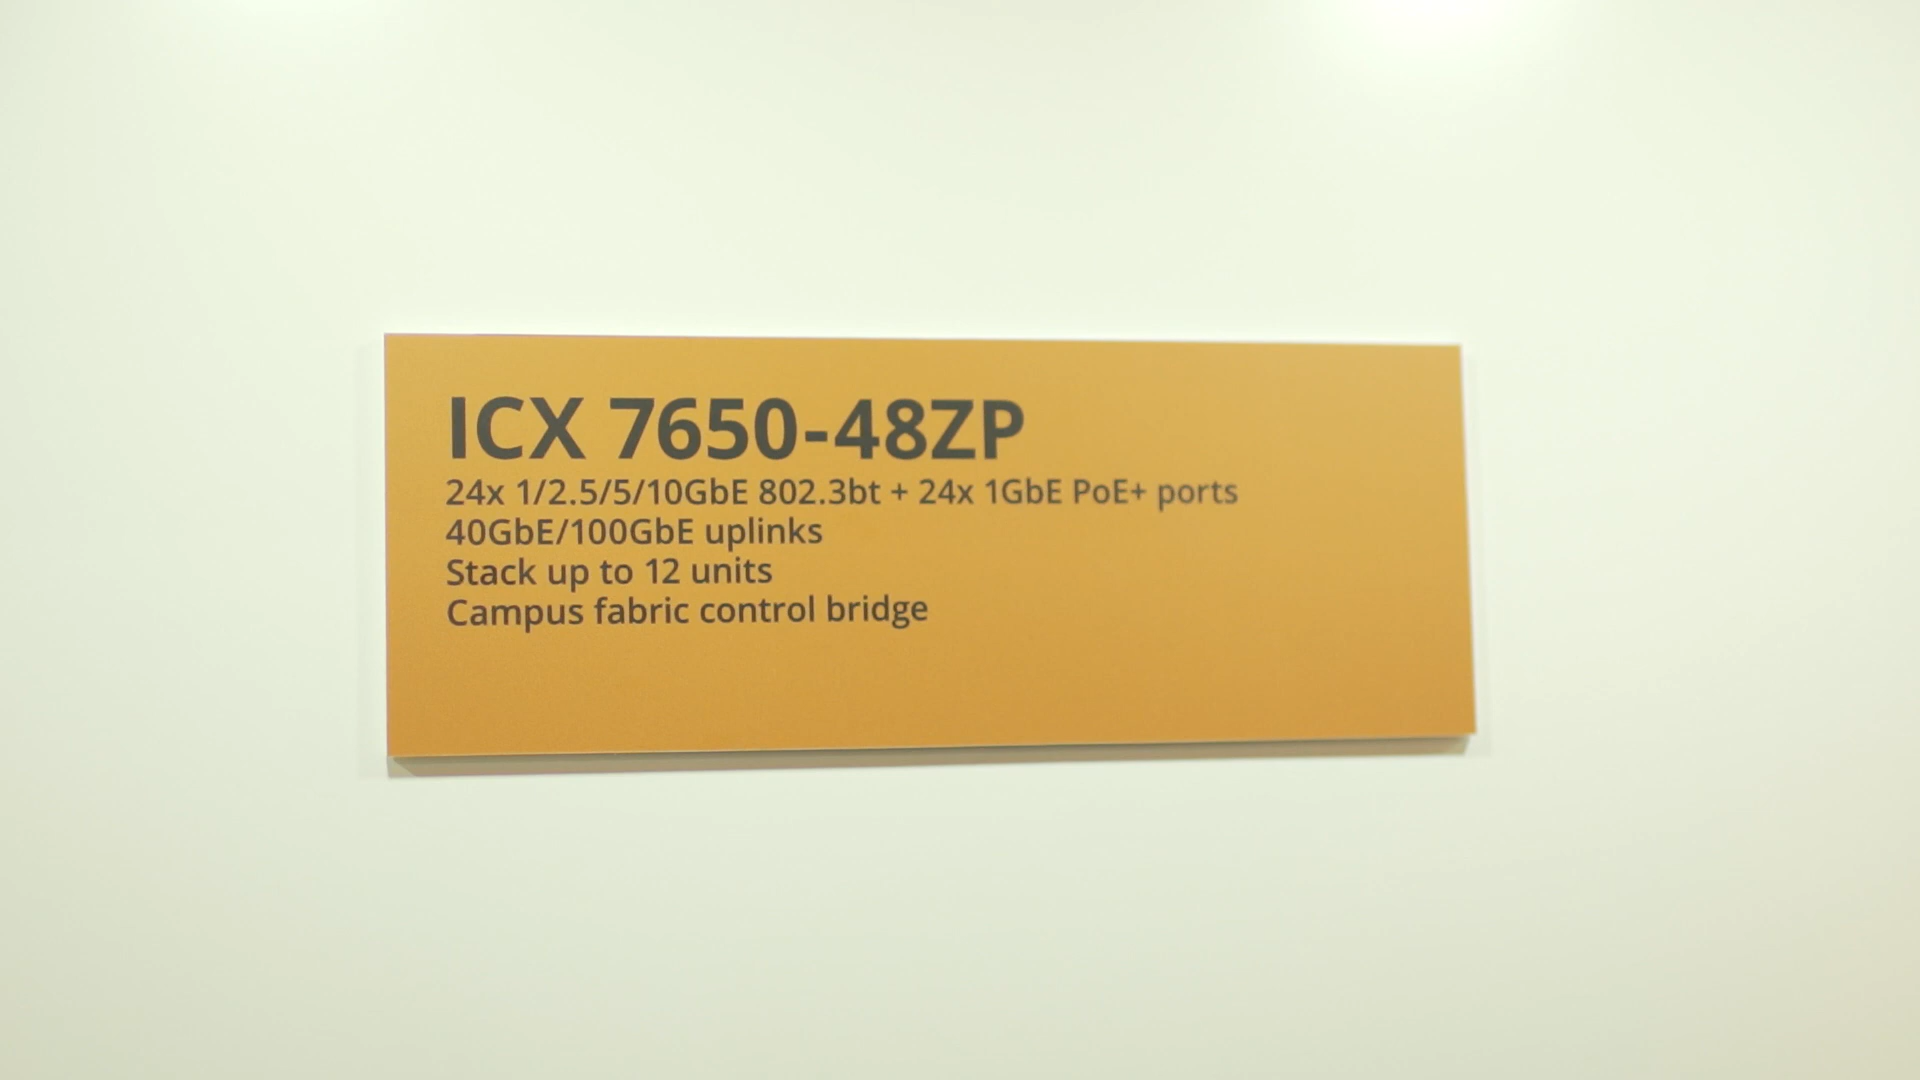 ICX 7650-48ZP
24x 1/2.5/5/10GbE 802.3bt + 24x 1GbE PoE+ ports
40GbE/100GbE uplinks
Stack up to 12 units
Campus fabric control bridge